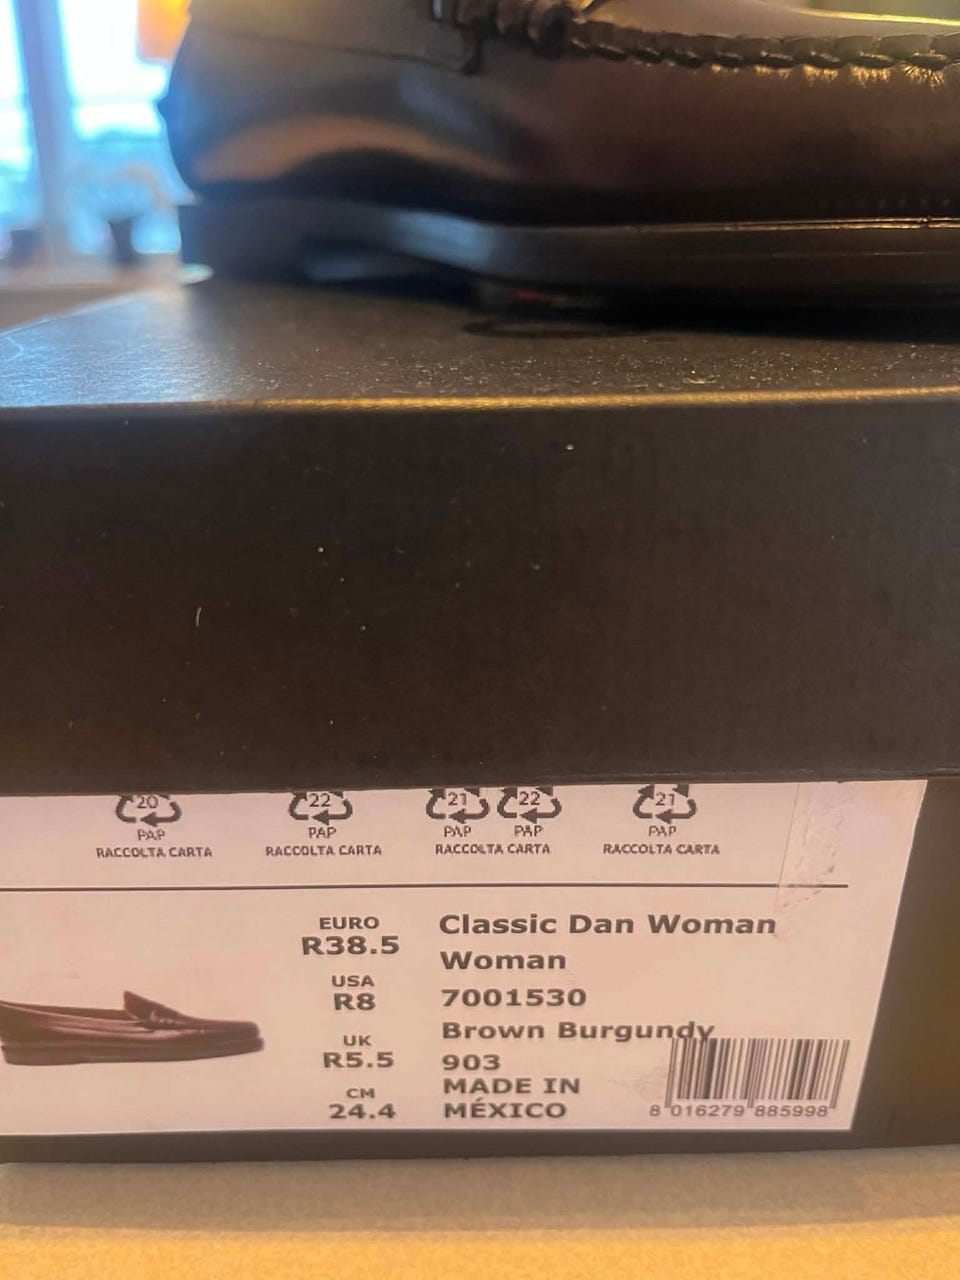 20 22 21 22 21
PAP PAP PAP PAP PAP
RACCOLTA CARTA RACCOLTA CARTA RACCOLTA CARTA RACCOLTA CARTA
EURO
R38.5
USA
R8
UK
R5.5
CM
24.4
Classic Dan Woman
Woman
7001530
Brown Burgundy
903
MADE IN
MÉXICO
8 016279 885998